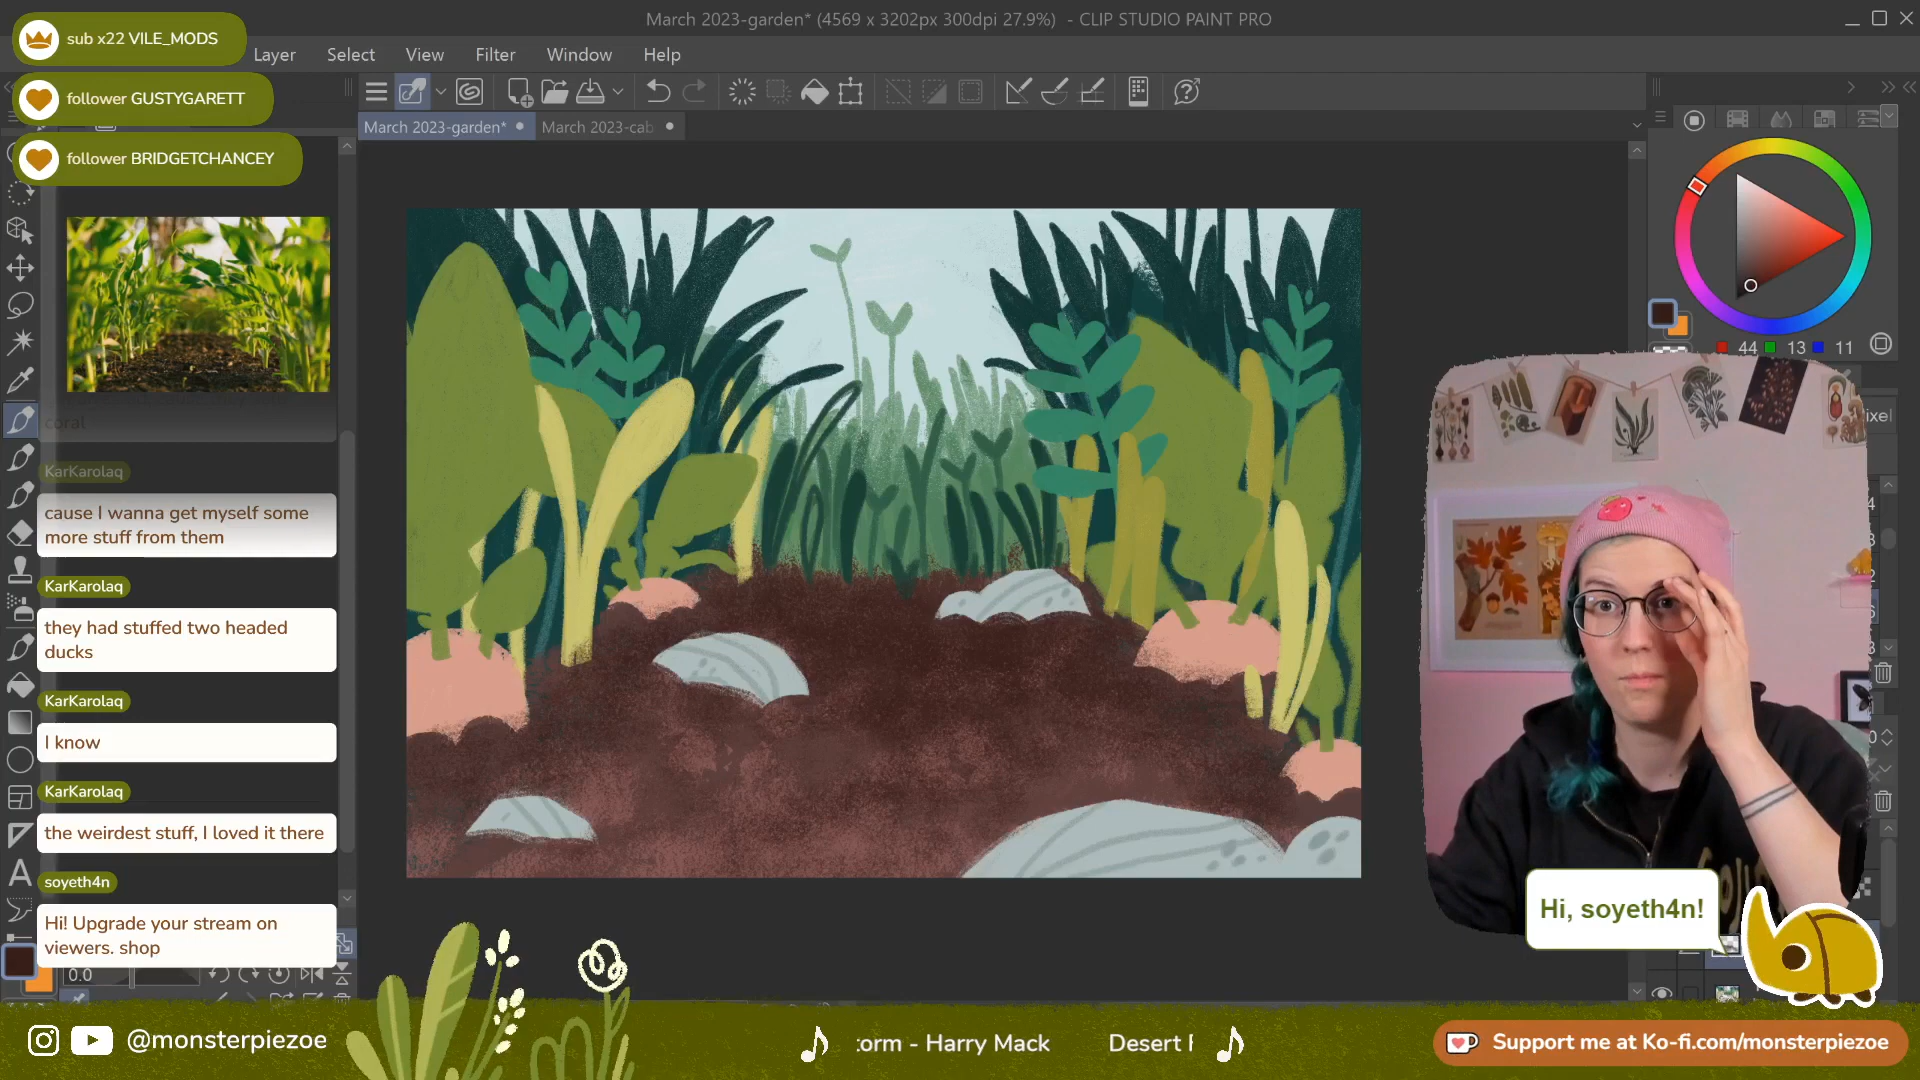 March 2023-garden* (4569 x 3202px 300dpi 27.9%) - CLIP STUDIO PAINT PRO
sub x22 VILE_MODS
Layer Select View Filter Window Help
follower GUSTYGARETT
March 2023-garden* March 2023-cab
follower BRIDGETCHANCEY
44 13 11
coral
KarKarolaq
cause I wanna get myself some
more stuff from them
KarKarolaq
they had stuffed two headed
ducks
KarKarolaq
I know
KarKarolaq
the weirdest stuff, I loved it there
soyeth4n
Hi! Upgrade your stream on
viewers. shop
0.0
Hi, soyeth4n!
@monsterpiezoe
orm - Harry Mack Desert
Support me at Ko-fi.com/monsterpiezoe